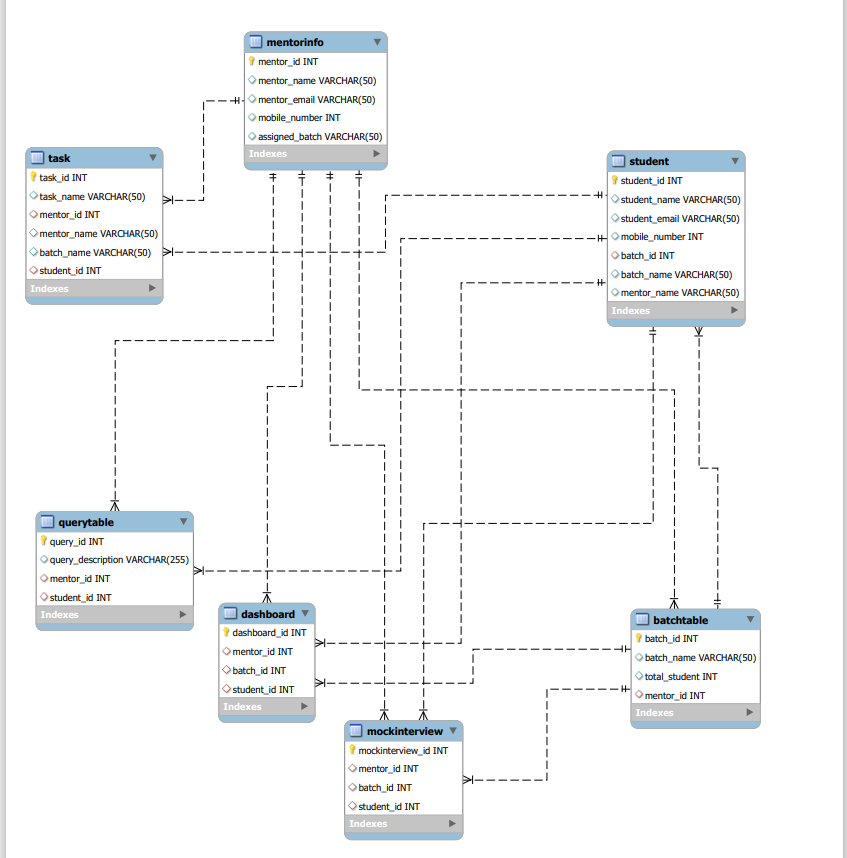 mentorinfo
mentor_id INT
mentor_name VARCHAR(50)
mentor_email VARCHAR(50)
mobile_number INT
assigned_batch VARCHAR(50)
Indexes
task
task_id INT
task_name VARCHAR(50)
mentor_id INT
mentor_name VARCHAR(50)
batch_name VARCHAR(50)
student_id INT
Indexes
student
student_id INT
student_name VARCHAR(50)
student_email VARCHAR(50)
mobile_number INT
batch_id INT
batch_name VARCHAR(50)
mentor_name VARCHAR(50)
Indexes
querytable
query_id INT
query_description VARCHAR(255)
mentor_id INT
student_id INT
Indexes
dashboard
dashboard_id INT
mentor_id INT
batch_id INT
student_id INT
Indexes
batchtable
batch_id INT
batch_name VARCHAR(50)
total_student INT
mentor_id INT
Indexes
mockinterview
mockinterview_id INT
mentor_id INT
batch_id INT
student_id INT
Indexes